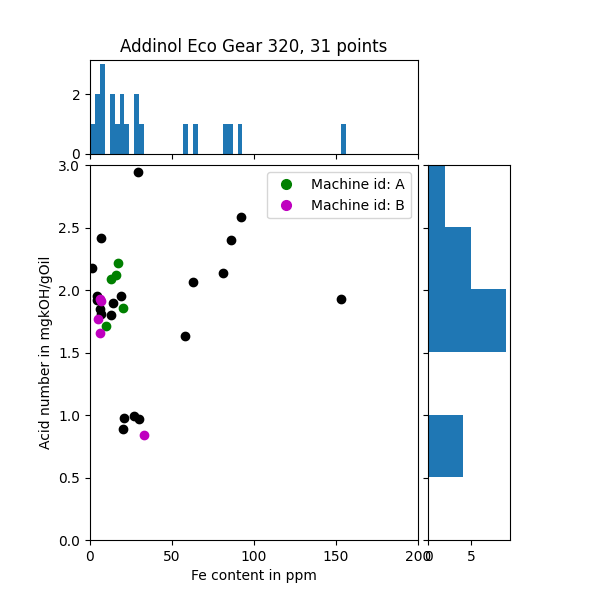 Addinol Eco Gear 320, 31 points
2
0
3.0
2.5
2.0
1.5
1.0
0.5
0.0
Acid number in mgkOH/gOil
Machine id: A
Machine id: B
0 50 100 150 200
0 5
Fe content in ppm